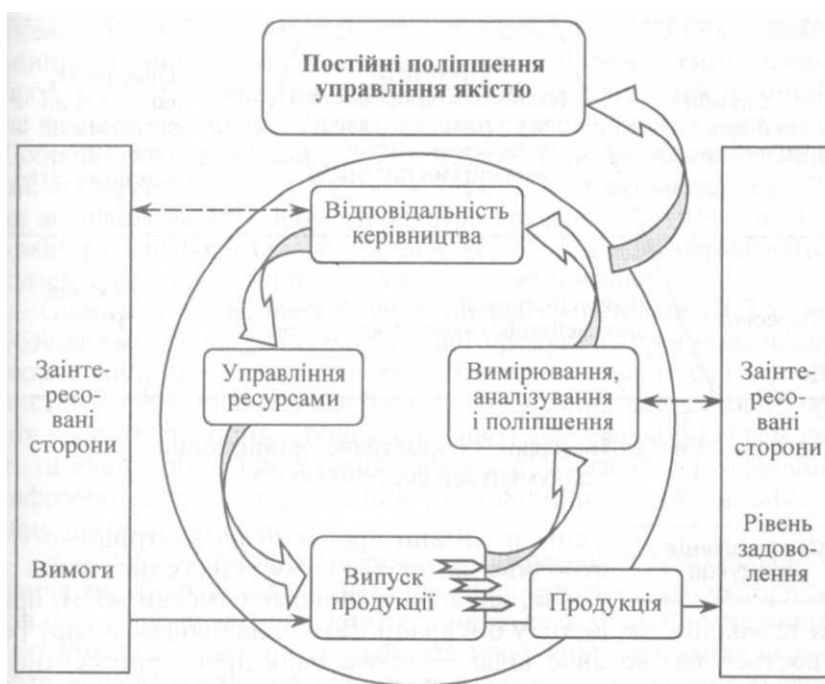 Постійні поліпшення
управління якістю
Відповідальність
керівництва
Заінте-
ресо-
вані
сторони
Управління
ресурсами
Вимірювання,
аналізування
і поліпшення
Заінте-
ресо-
вані
сторони
Вимоги
Випуск
продукції
Продукція
Рівень
задово-
лення